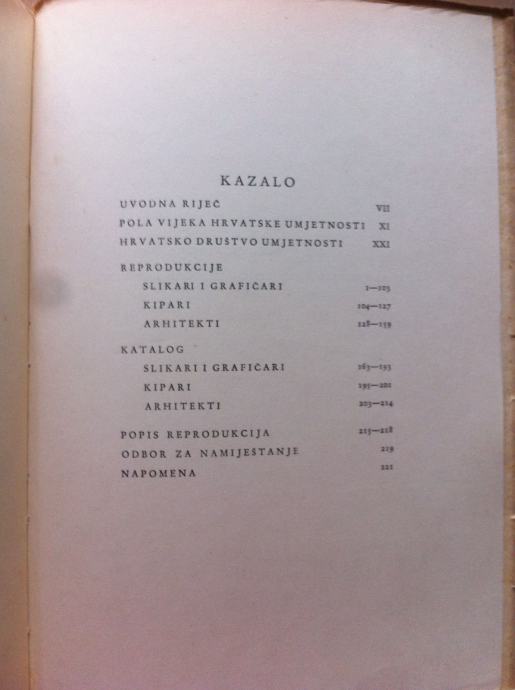 KAZALO
UVODNA RIJEČ VII
POLA VIJEKA HRVATSKE UMJETNOSTI XI
HRVATSKO DRUŠTVO UMJETNOSTI XXI
REPRODUKCIJE
SLIKARI I GRAFIČARI 1—103
KIPARI 104—127
ARHITEKTI 128—159
KATALOG
SLIKARI I GRAFIČARI 163—193
KIPARI 195—201
ARHITEKTI 203—214
POPIS REPRODUKCIJA 215—218
ODBOR ZA NAMIJEŠTANJE 219
NAPOMENA 221